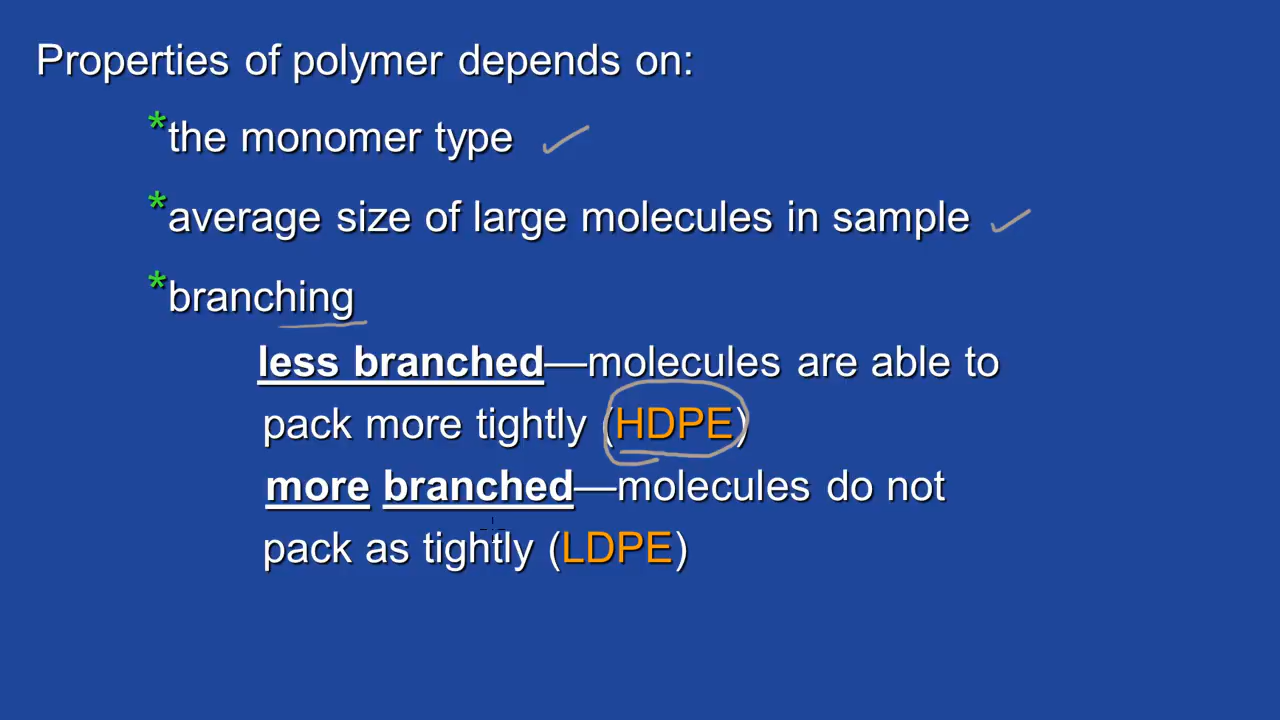 Properties of polymer depends on:
*the monomer type
*average size of large molecules in sample
*branching
less branched—molecules are able to
pack more tightly (HDPE)
more branched—molecules do not
pack as tightly (LDPE)